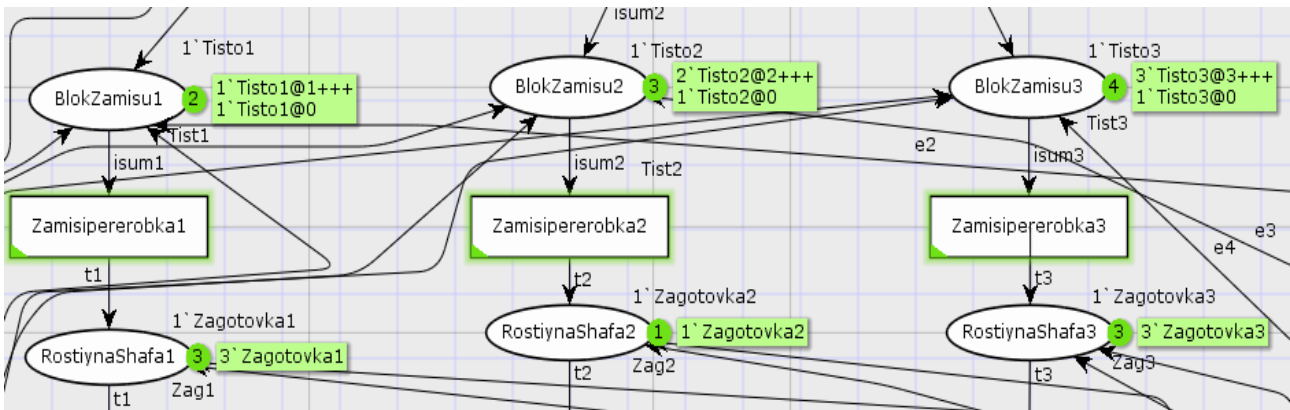 isum2
1`Tisto1
1`Tisto2
1`Tisto3
BlokZamisu1
2
1`Tisto1@1+++
1`Tisto1@0
BlokZamisu2
3
2`Tisto2@2+++
1`Tisto2@0
BlokZamisu3
4
3`Tisto3@3+++
1`Tisto3@0
Tist1
Tist3
e2
isum1
isum2
Tist2
isum3
Zamisipererobka1
Zamisipererobka2
Zamisipererobka3
e3
e4
t1
t2
t3
1`Zagotovka1
1`Zagotovka2
1`Zagotovka3
RostiynaShafa1
3
3`Zagotovka1
RostiynaShafa2
1
1`Zagotovka2
RostiynaShafa3
3
3`Zagotovka3
Zag1
Zag2
Zag3
t1
t2
t3